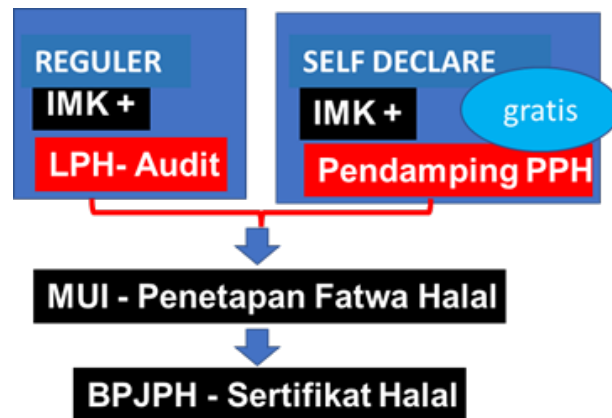 REGULER
IMK +
LPH- Audit
SELF DECLARE
IMK +
gratis
Pendamping PPH
MUI - Penetapan Fatwa Halal
BPJPH - Sertifikat Halal